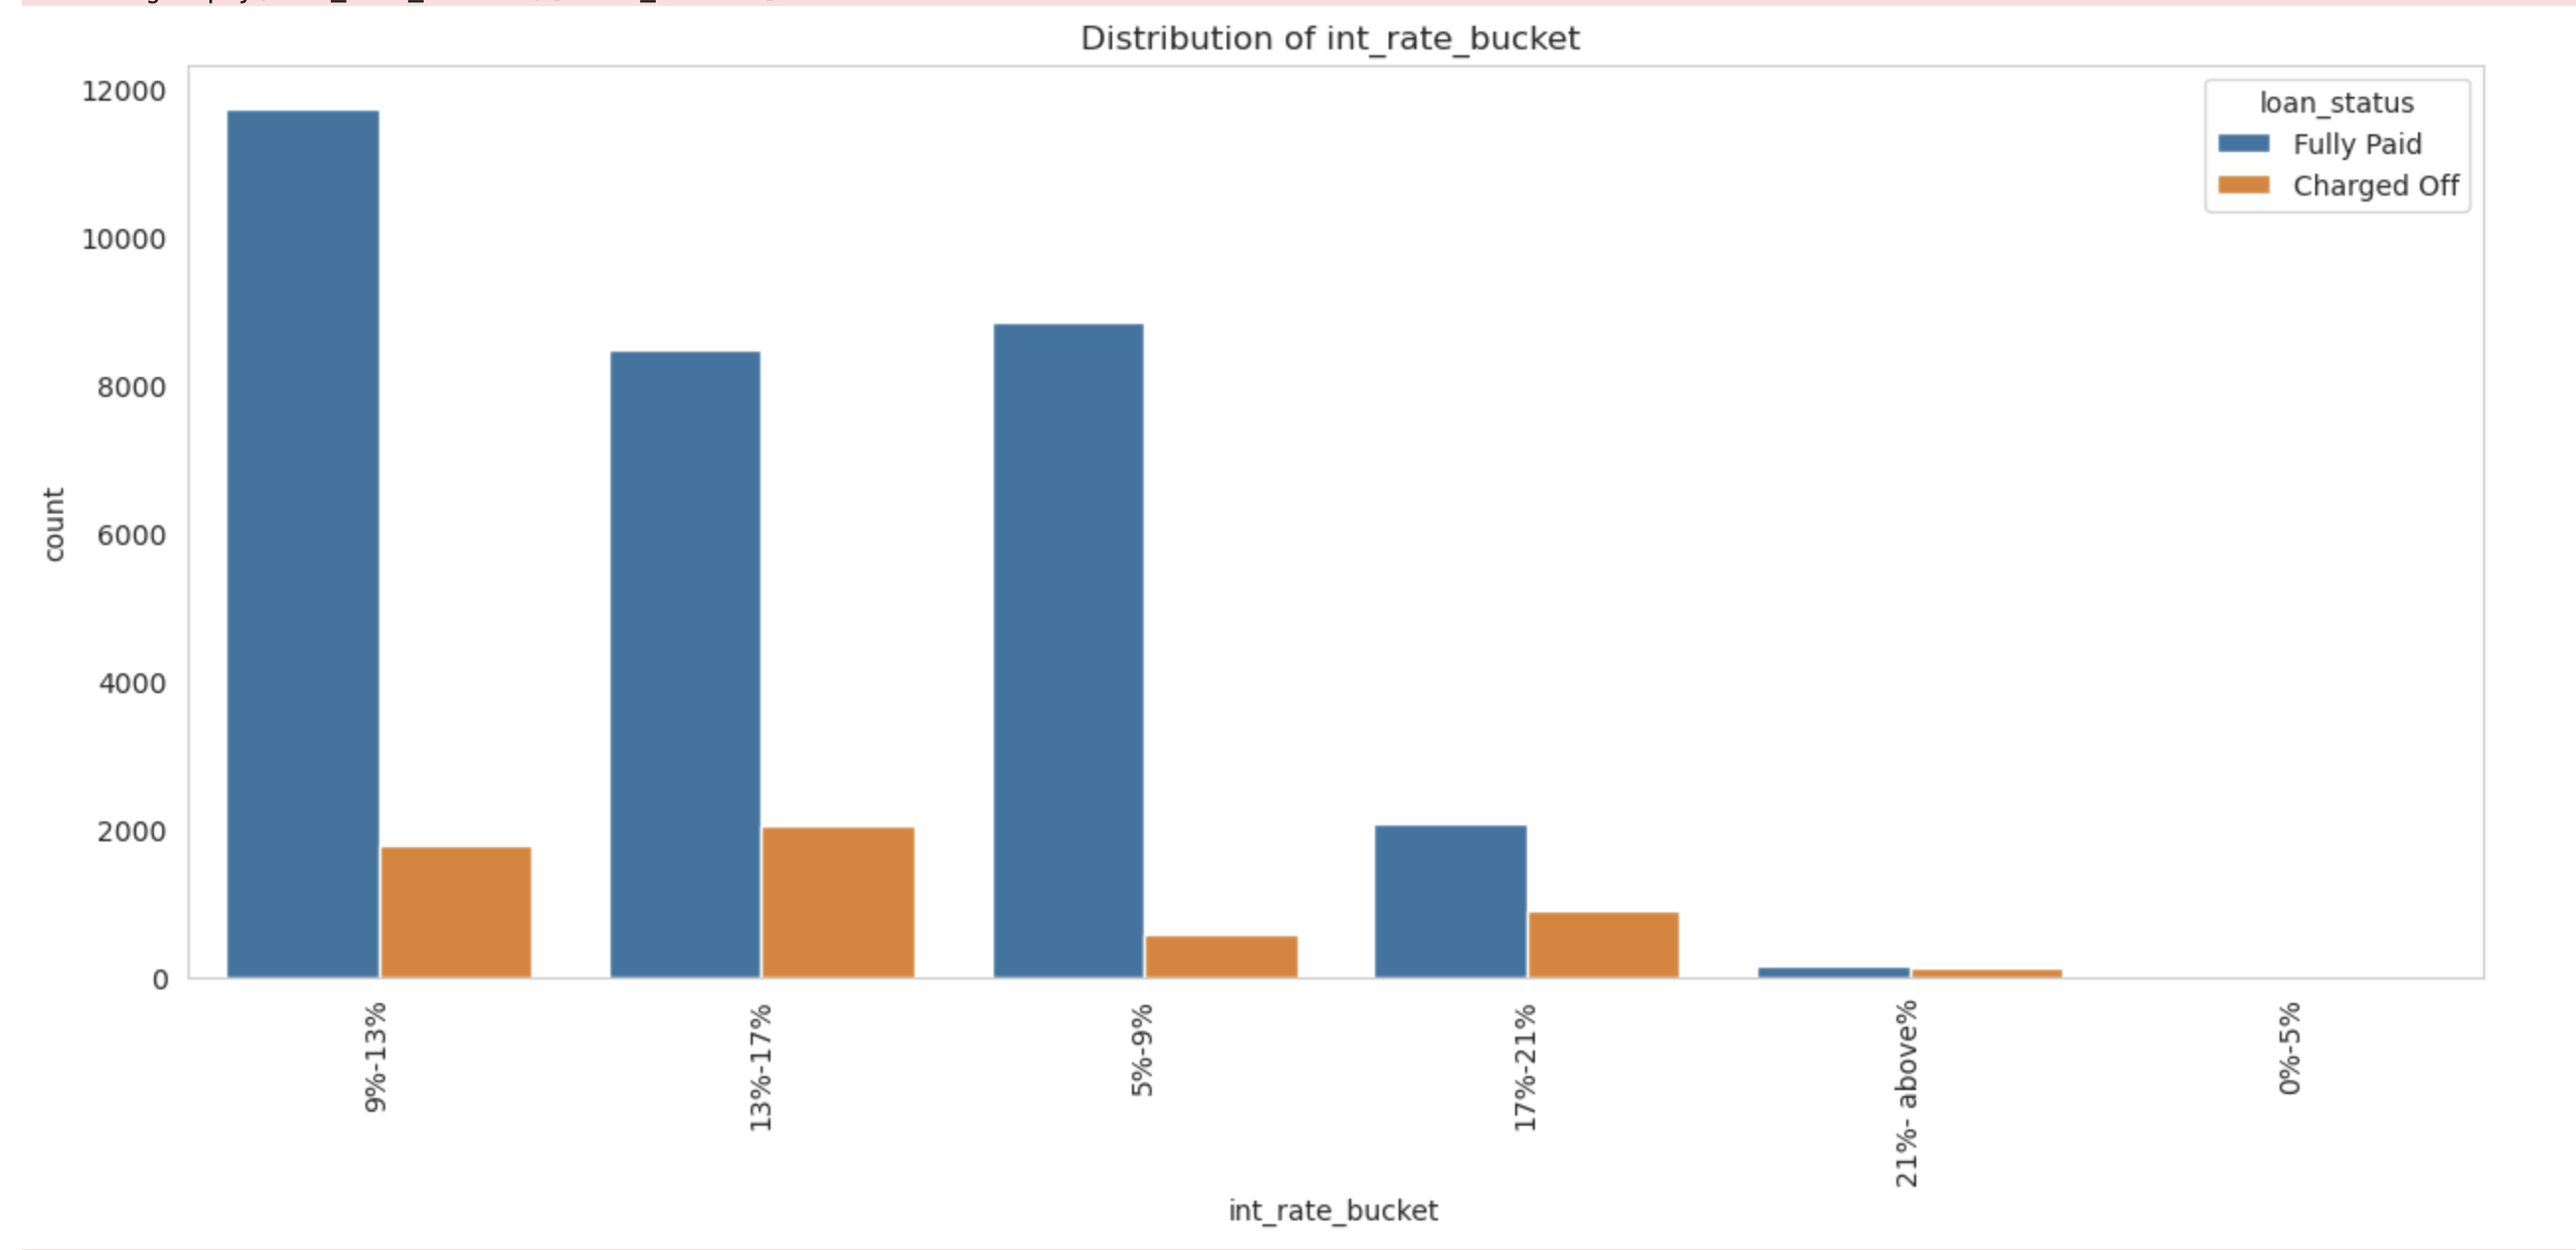 Distribution of int_rate_bucket
loan_status
Fully Paid
Charged Off
12000
10000
8000
6000
4000
2000
0
count
9%-13%
13%-17%
5%-9%
17%-21%
21%- above%
0%-5%
int_rate_bucket